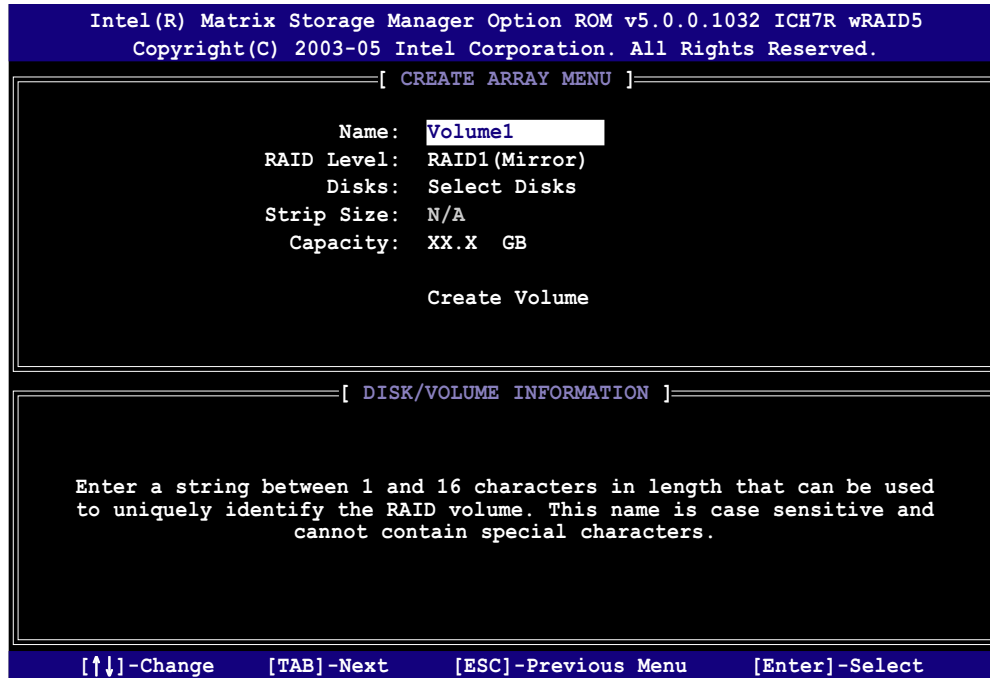 Intel(R) Matrix Storage Manager Option ROM v5.0.0.1032 ICH7R wRAID5
Copyright(C) 2003-05 Intel Corporation. All Rights Reserved.
[ CREATE ARRAY MENU ]
Name: Volume1
RAID Level: RAID1(Mirror)
Disks: Select Disks
Strip Size: N/A
Capacity: XX.X GB
Create Volume
[ DISK/VOLUME INFORMATION ]
Enter a string between 1 and 16 characters in length that can be used
to uniquely identify the RAID volume. This name is case sensitive and
cannot contain special characters.
[↑↓]-Change [TAB]-Next [ESC]-Previous Menu [Enter]-Select